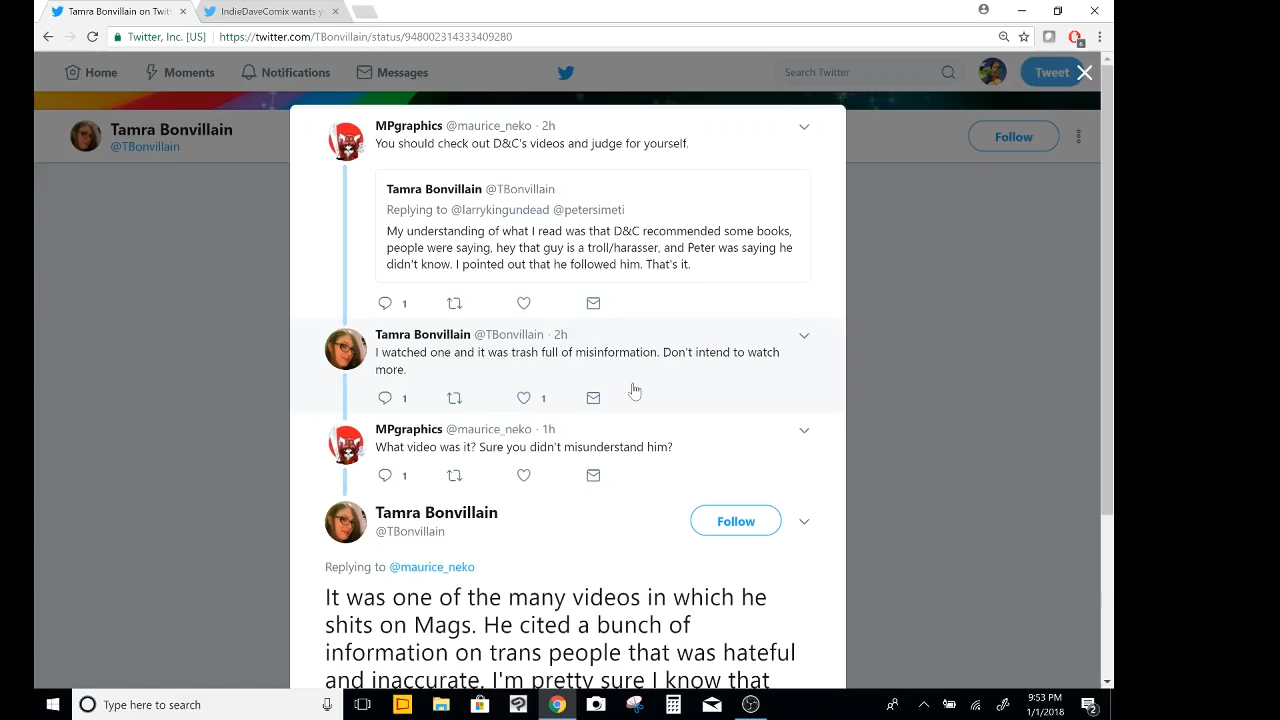 Tamra Bonvillain on Twitt
IndieDaveComix wants y
Twitter, Inc. [US]
https://twitter.com/TBonvillain/status/948002314333409280
6
Home
Moments
Notifications
Messages
Search Twitter
Tweet
Tamra Bonvillain
@TBonvillain
Follow
MPgraphics @maurice_neko · 2h
You should check out D&C's videos and judge for yourself.
Tamra Bonvillain @TBonvillain
Replying to @larrykingundead @petersimeti
My understanding of what I read was that D&C recommended some books,
people were saying, hey that guy is a troll/harasser, and Peter was saying he
didn't know. I pointed out that he followed him. That's it.
1
Tamra Bonvillain @TBonvillain · 2h
I watched one and it was trash full of misinformation. Don't intend to watch
more.
1 1
MPgraphics @maurice_neko · 1h
What video was it? Sure you didn't misunderstand him?
1
Tamra Bonvillain
@TBonvillain
Follow
Replying to @maurice_neko
It was one of the many videos in which he
shits on Mags. He cited a bunch of
information on trans people that was hateful
and inaccurate. I'm pretty sure I know that
Type here to search
9:53 PM
1/1/2018
2